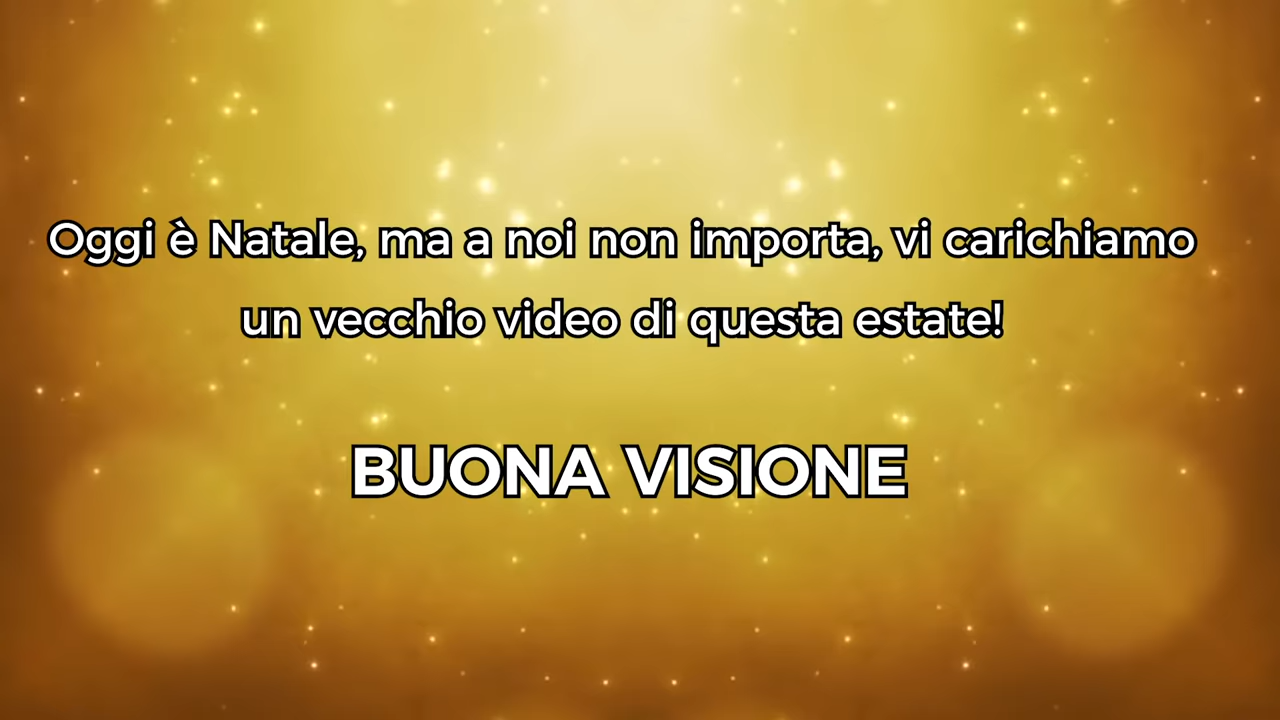 Oggi è Natale, ma a noi non importa, vi carichiamo
un vecchio video di questa estate!
BUONA VISIONE